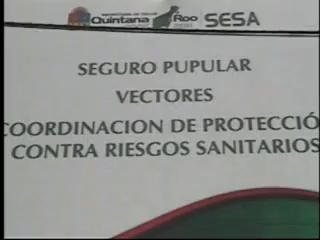 Quintana Roo SESA
SEGURO PUPULAR
VECTORES
COORDINACION DE PROTECCIÓ
CONTRA RIESGOS SANITARIOS